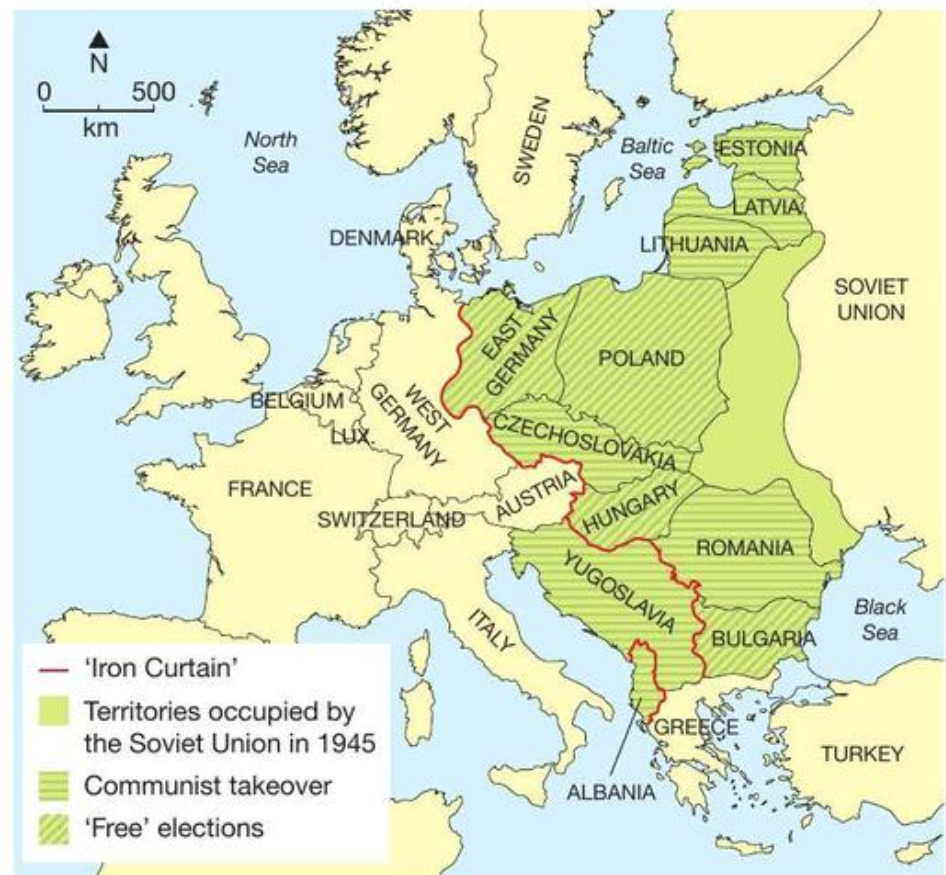 N
0 500
km
North
Sea
SWEDEN
Baltic
Sea
ESTONIA
LATVIA
LITHUANIA
DENMARK
SOVIET
UNION
EAST
GERMANY
POLAND
BELGIUM
WEST
GERMANY
LUX.
CZECHOSLOVAKIA
FRANCE
AUSTRIA
SWITZERLAND
HUNGARY
ROMANIA
YUGOSLAVIA
ITALY
BULGARIA
Black
Sea
GREECE
TURKEY
ALBANIA
‘Iron Curtain’
Territories occupied by
the Soviet Union in 1945
Communist takeover
‘Free’ elections